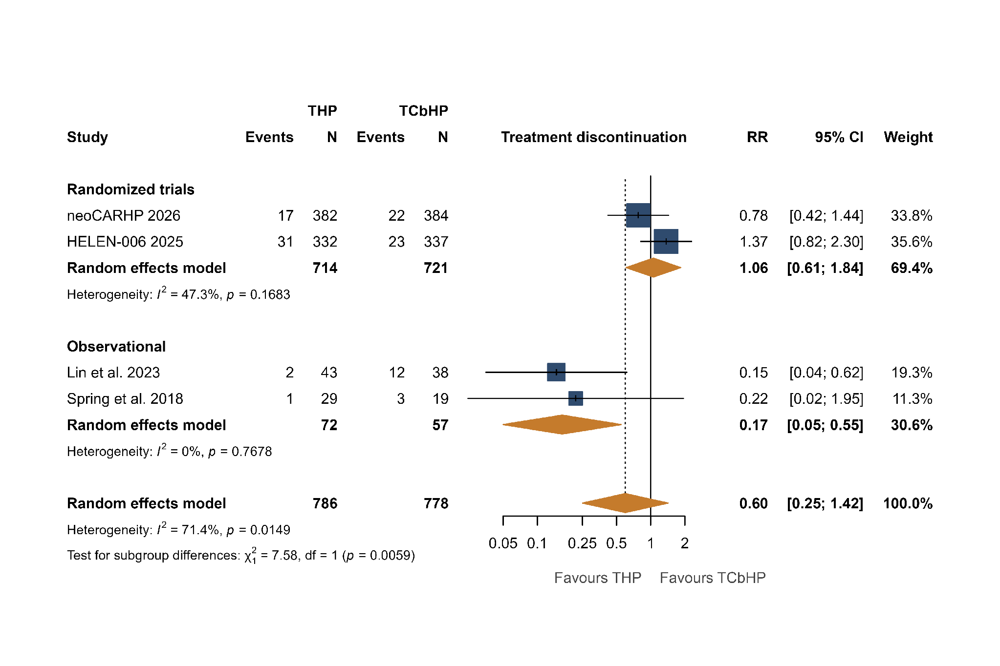 THP TCbHP
Study Events N Events N Treatment discontinuation RR 95% CI Weight
Randomized trials
neoCARHP 2026 17 382 22 384 0.78 [0.42; 1.44] 33.8%
HELEN-006 2025 31 332 23 337 1.37 [0.82; 2.30] 35.6%
Random effects model 714 721 1.06 [0.61; 1.84] 69.4%
Heterogeneity: I² = 47.3%, p = 0.1683
Observational
Lin et al. 2023 2 43 12 38 0.15 [0.04; 0.62] 19.3%
Spring et al. 2018 1 29 3 19 0.22 [0.02; 1.95] 11.3%
Random effects model 72 57 0.17 [0.05; 0.55] 30.6%
Heterogeneity: I² = 0%, p = 0.7678
Random effects model 786 778 0.60 [0.25; 1.42] 100.0%
Heterogeneity: I² = 71.4%, p = 0.0149
0.05 0.1 0.25 0.5 1 2
Test for subgroup differences: χ²₁ = 7.58, df = 1 (p = 0.0059)
Favours THP Favours TCbHP